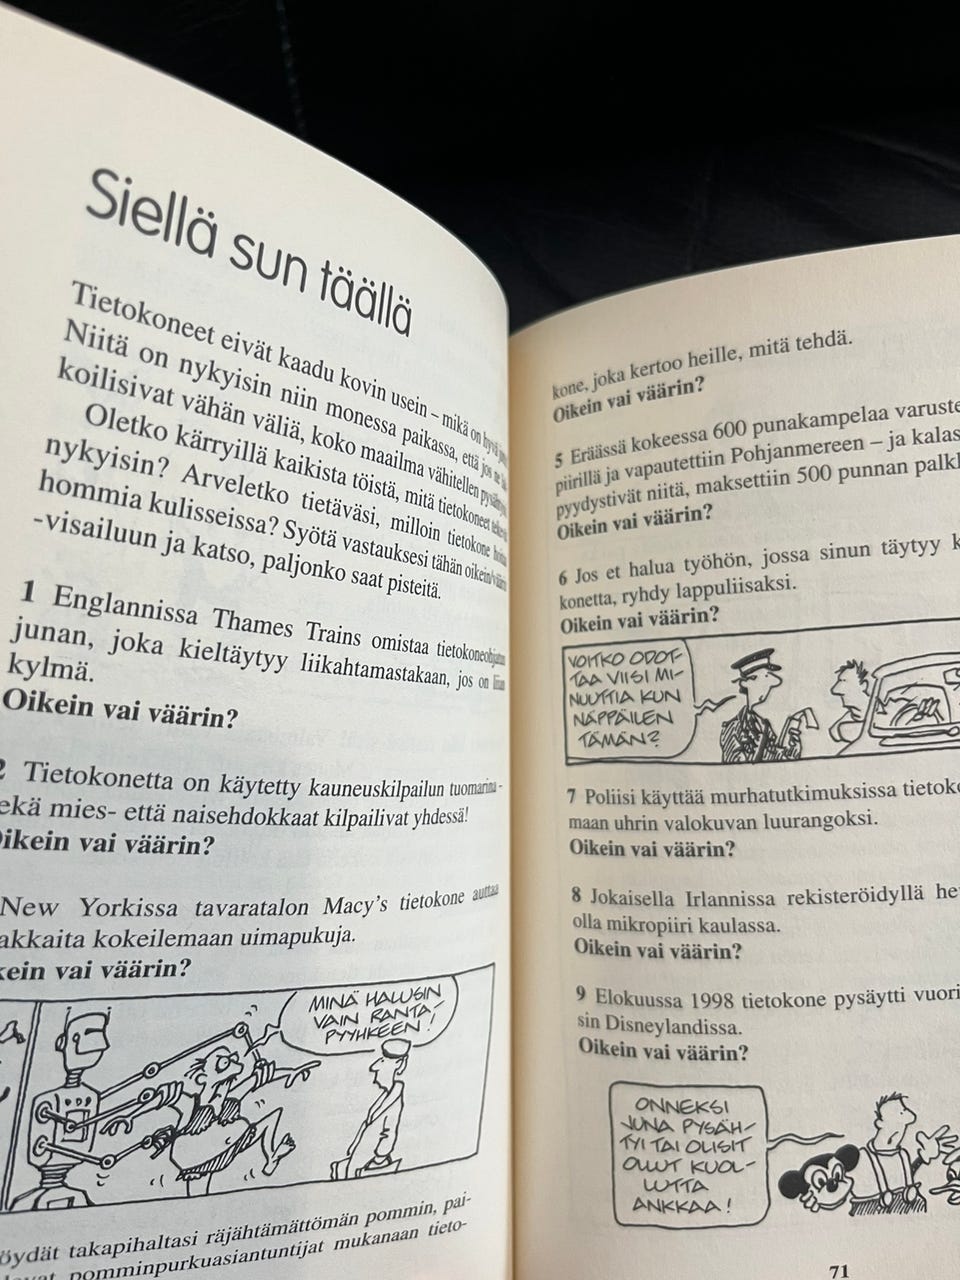 Siellä sun täällä
Tietokoneet eivät kaadu kovin usein – mikä on hyvä
Niitä on nykyisin niin monessa paikassa, että jos ne
koilisivat vähän väliä, koko maailma vähitellen
Oletko kärryillä kaikista töistä, mitä tietokoneet
nykyisin? Arveletko tietäväsi, milloin tietokone
hommia kulisseissa? Syötä vastauksesi tähän oikein/väärin
-visailuun ja katso, paljonko saat pisteitä.
1 Englannissa Thames Trains omistaa tietokoneohjatun
junan, joka kieltäytyy liikahtamastakaan, jos on liian
kylmä.
Oikein vai väärin?
2 Tietokonetta on käytetty kauneuskilpailun tuomarina -
ekä mies- että naisehdokkaat kilpailivat yhdessä!
Oikein vai väärin?
New Yorkissa tavaratalon Macy's tietokone auttaa
akkaita kokeilemaan uimapukuja.
kein vai väärin?
MINÄ HALUSIN
VAIN RANTA-
PYYHKEEN!
öydät takapihaltasi räjähtämättömän pommin, pai-
levat pomminpurkuasiantuntijat mukanaan tieto-
kone, joka kertoo heille, mitä tehdä.
Oikein vai väärin?
5 Eräässä kokeessa 600 punakampelaa varuste
piirillä ja vapautettiin Pohjanmereen – ja kalas
pyydystivät niitä, maksettiin 500 punnan palk
Oikein vai väärin?
6 Jos et halua työhön, jossa sinun täytyy k
konetta, ryhdy lappuliisaksi.
Oikein vai väärin?
VOITKO ODOT-
TAA VIISI MI-
NUUTTIA KUN
NÄPPÄILEN
TÄMÄN?
7 Poliisi käyttää murhatutkimuksissa tietoko
maan uhrin valokuvan luurangoksi.
Oikein vai väärin?
8 Jokaisella Irlannissa rekisteröidyllä he
olla mikropiiri kaulassa.
Oikein vai väärin?
9 Elokuussa 1998 tietokone pysäytti vuori
sin Disneylandissa.
Oikein vai väärin?
ONNEKSI
JUNA PYSÄH-
TYI TAI OLISIT
OLLUT KUOL-
LUTTA
ANKKAA!
71